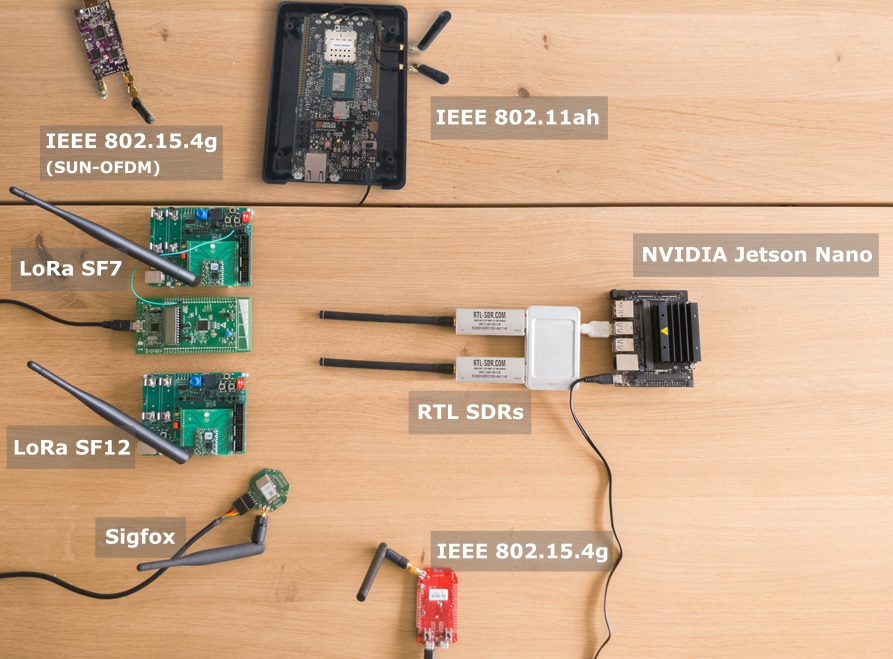 IEEE 802.11ah
IEEE 802.15.4g
(SUN-OFDM)
NVIDIA Jetson Nano
LoRa SF7
RTL-SDR.COM
RTL-SDR.COM
RTL SDRs
LoRa SF12
Sigfox
IEEE 802.15.4g